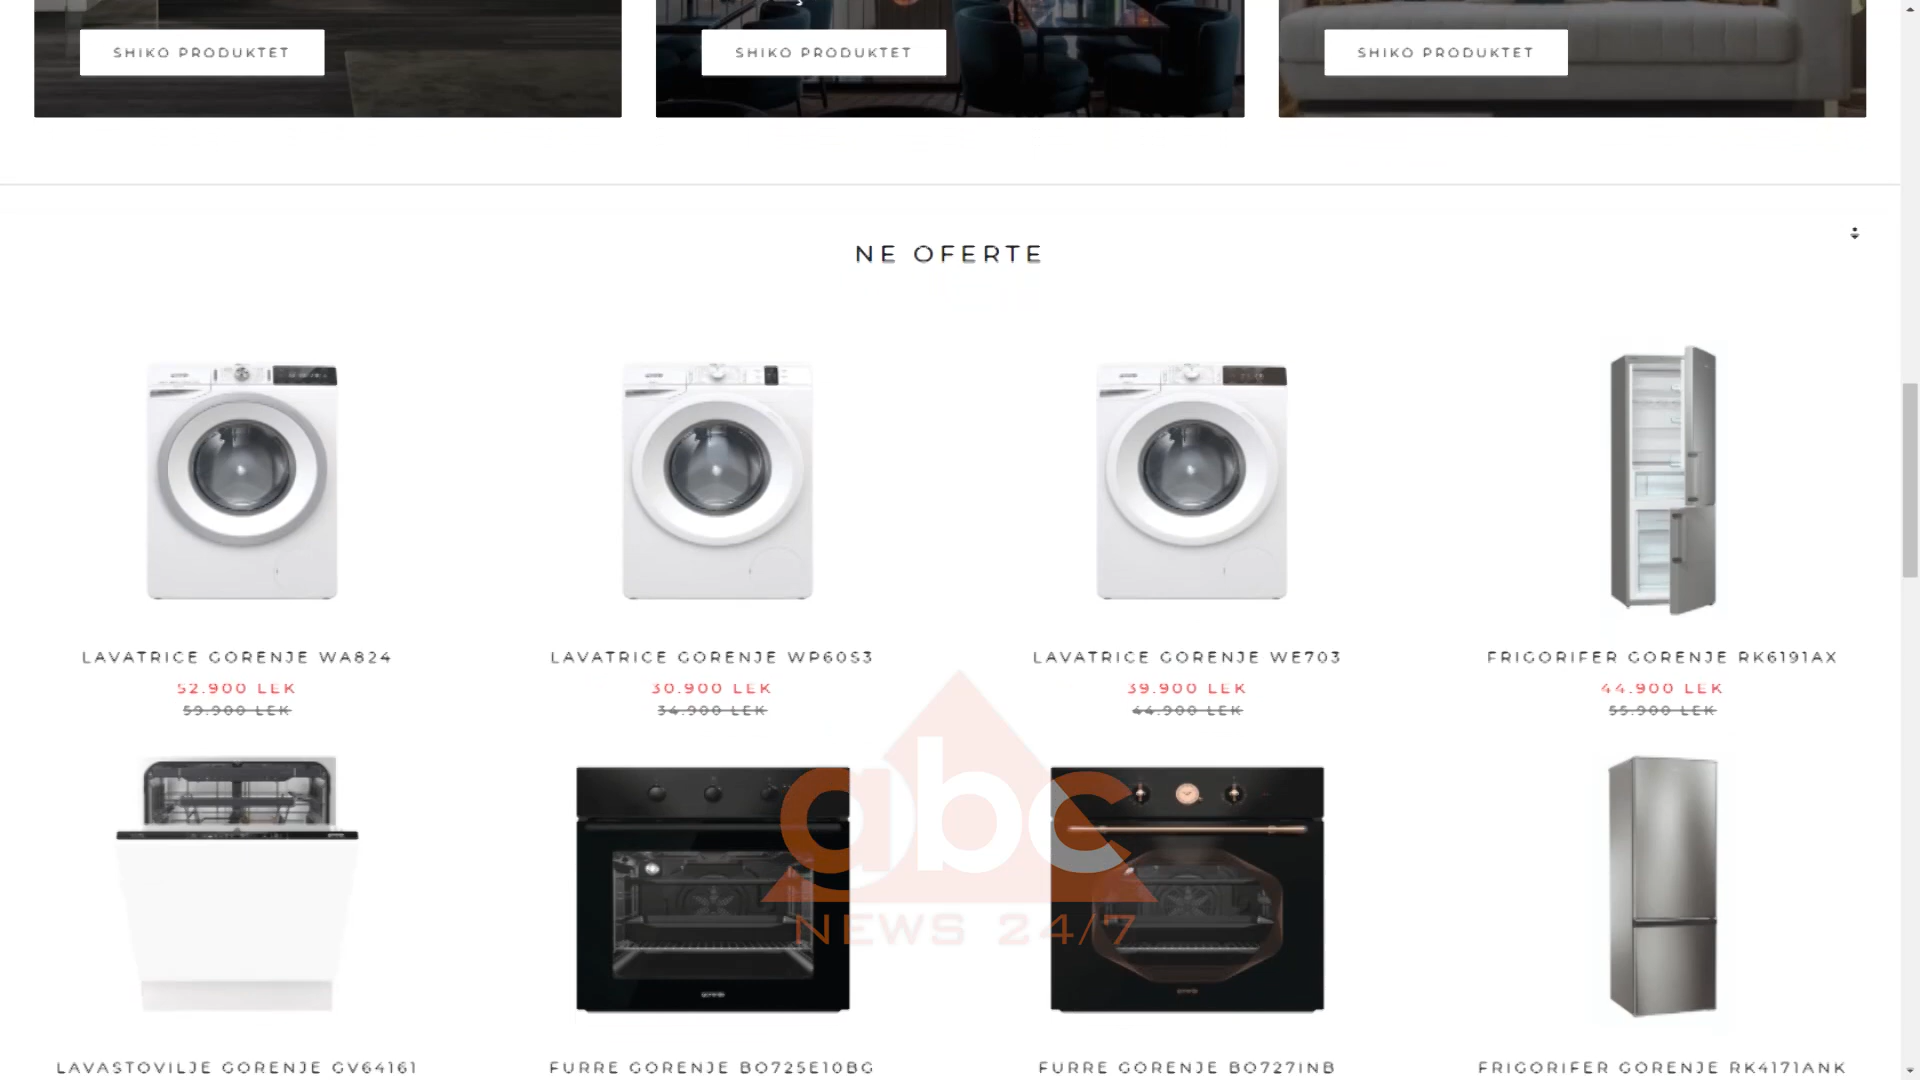 SHIKO PRODUKTET
SHIKO PRODUKTET
SHIKO PRODUKTET
NE OFERTE
LAVATRICE GORENJE WA824
52.900 LEK
59.900 LEK
LAVATRICE GORENJE WP60S3
30.900 LEK
34.900 LEK
LAVATRICE GORENJE WE703
39.900 LEK
44.900 LEK
FRIGORIFER GORENJE RK6191AX
44.900 LEK
55.900 LEK
abc
NEWS 24/7
gorenje
gorenje
LAVASTOVILJE GORENJE GV64161
FURRE GORENJE BO725E10BG
FURRE GORENJE BO727INB
FRIGORIFER GORENJE RK4171ANK